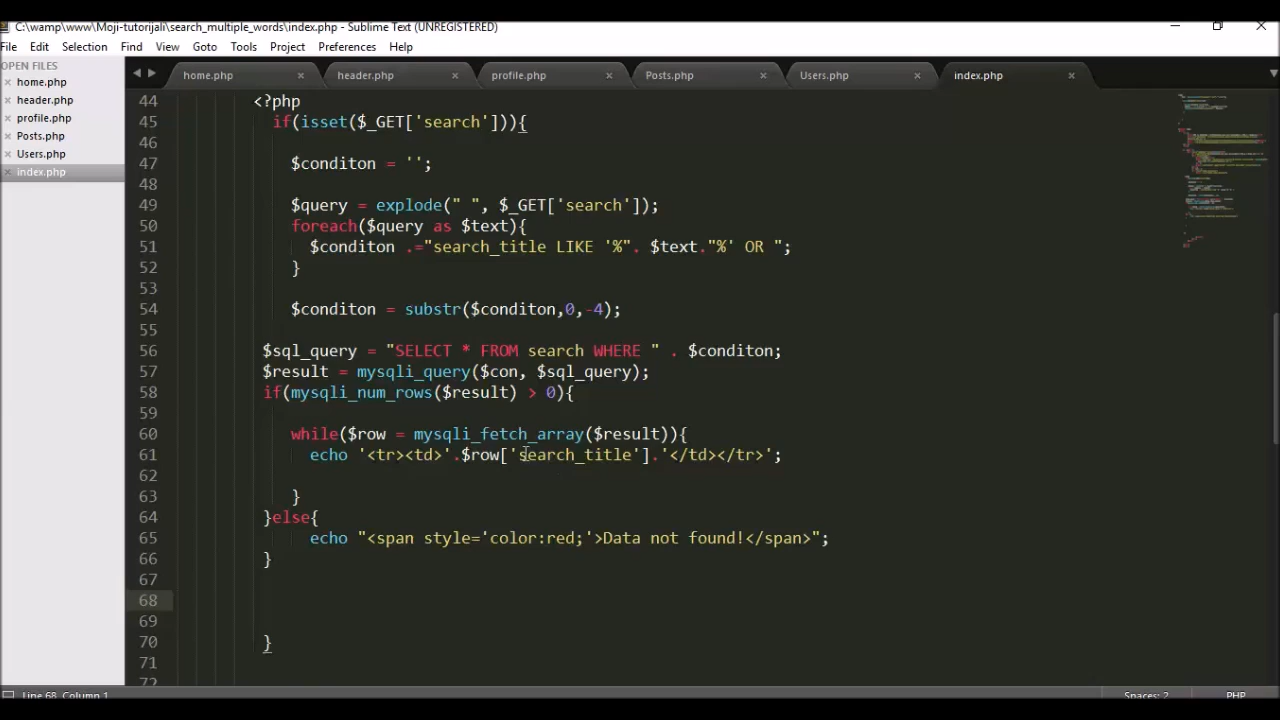 C:\wamp\www\Moji-tutorijali\search_multiple_words\index.php - Sublime Text (UNREGISTERED)
File Edit Selection Find View Goto Tools Project Preferences Help
OPEN FILES
home.php
header.php
profile.php
Posts.php
Users.php
index.php
home.php header.php profile.php Posts.php Users.php index.php
44 <?php
45 if(isset($_GET['search'])){
46
47 $conditon = '';
48
49 $query = explode(" ", $_GET['search']);
50 foreach($query as $text){
51 $conditon .="search_title LIKE '%". $text."%' OR ";
52 }
53
54 $conditon = substr($conditon,0,-4);
55
56 $sql_query = "SELECT * FROM search WHERE " . $conditon;
57 $result = mysqli_query($con, $sql_query);
58 if(mysqli_num_rows($result) > 0){
59
60 while($row = mysqli_fetch_array($result)){
61 echo '<tr><td>'.$row['search_title'].'</td></tr>';
62
63 }
64 }else{
65 echo "<span style='color:red;'>Data not found!</span>";
66 }
67
68
69
70 }
71
72
Line 68, Column 1 Spaces: 2 PHP